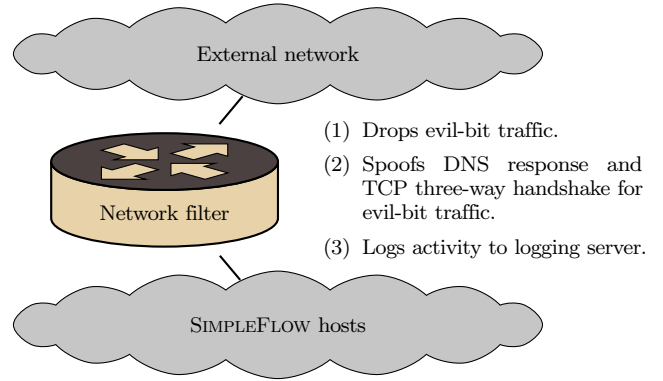 External network
(1) Drops evil-bit traffic.
(2) Spoofs DNS response and
TCP three-way handshake for
evil-bit traffic.
Network filter
(3) Logs activity to logging server.
SIMPLEFLOW hosts